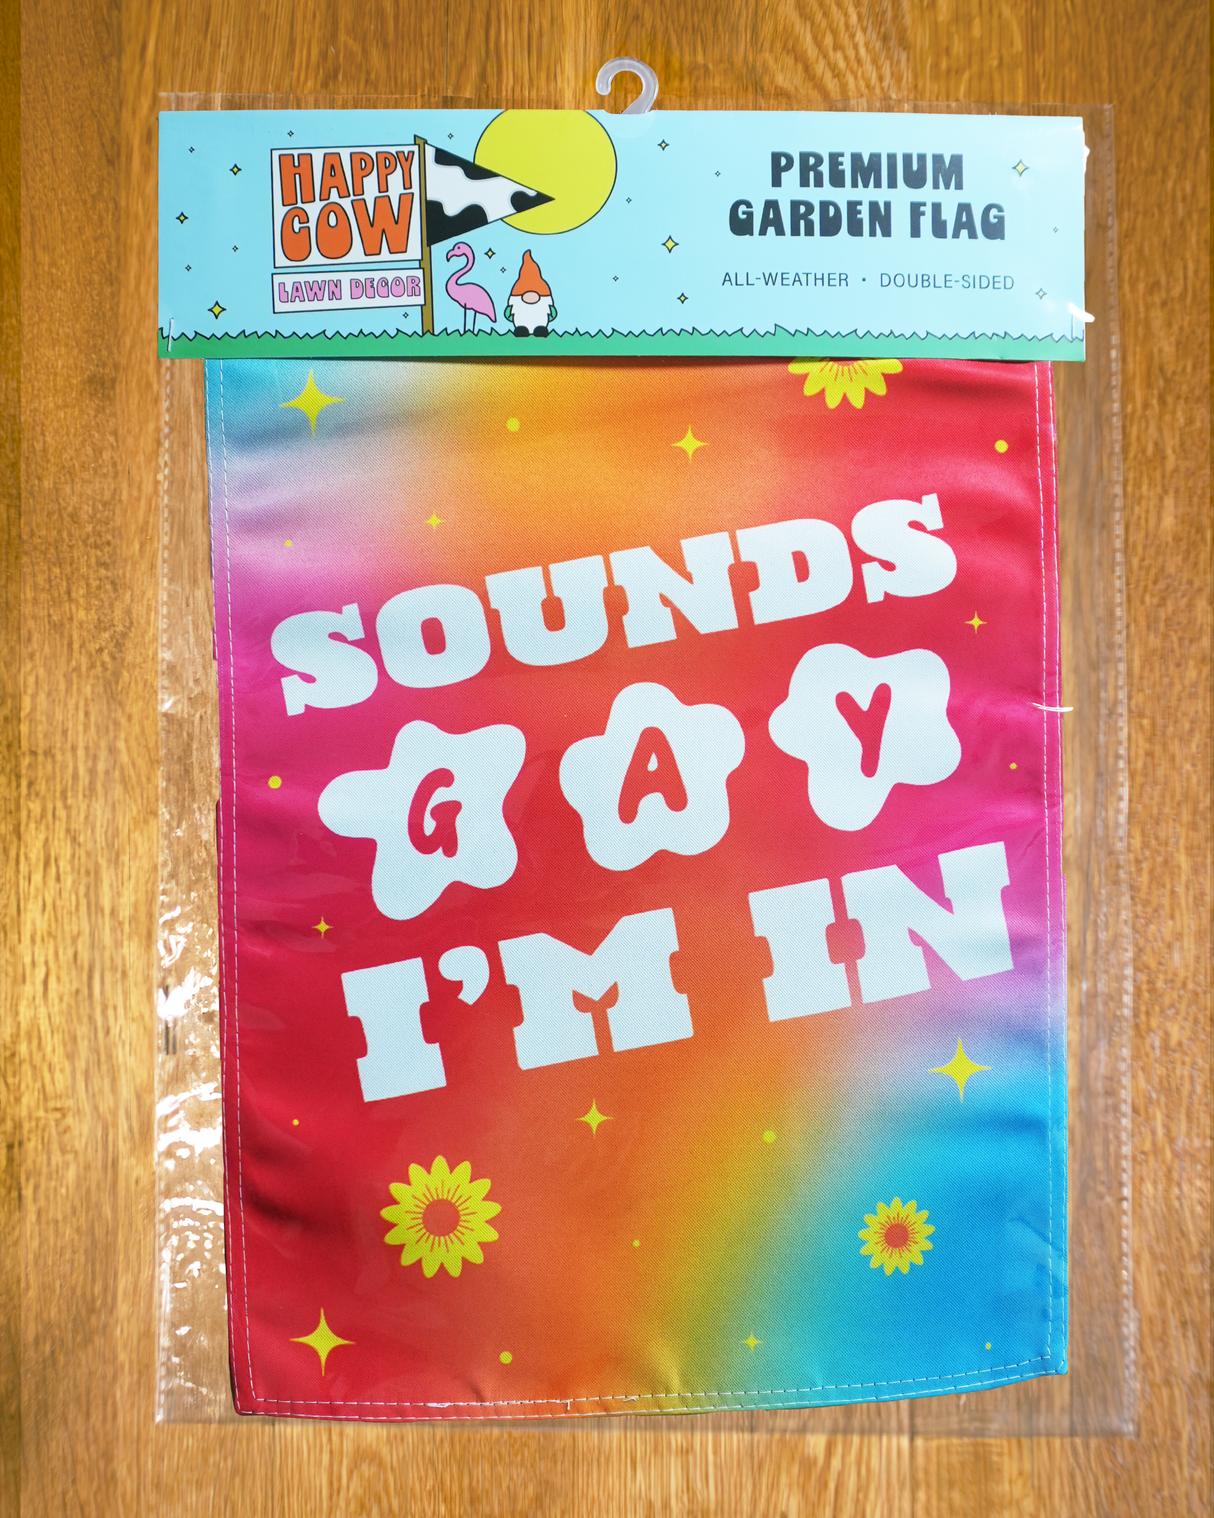 HAPPY
COW
LAWN DECOR
PREMIUM
GARDEN FLAG
ALL-WEATHER • DOUBLE-SIDED
SOUNDS
GAY
I'M IN